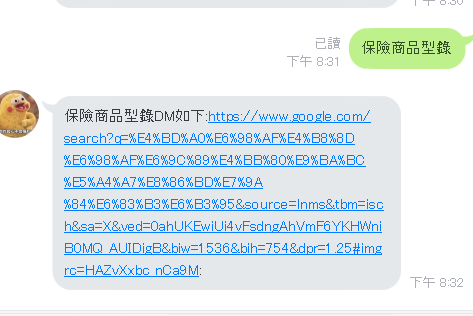 下午 8:30
已讀
下午 8:31
保險商品型錄
保險商品型錄DM如下:https://www.google.com/
search?q=%E4%BD%A0%E6%98%AF%E4%B8%8D
%E6%98%AF%E6%9C%89%E4%BB%80%E9%BA%BC
%E5%A4%A7%E8%86%BD%E7%9A
%84%E6%83%B3%E6%B3%95&source=lnms&tbm=isc
h&sa=X&ved=0ahUKEwiUi4vFsdngAhVmF6YKHWni
B0MQ_AUIDigB&biw=1536&bih=754&dpr=1.25#img
rc=HAZvXxbc_nCa9M:
下午 8:32